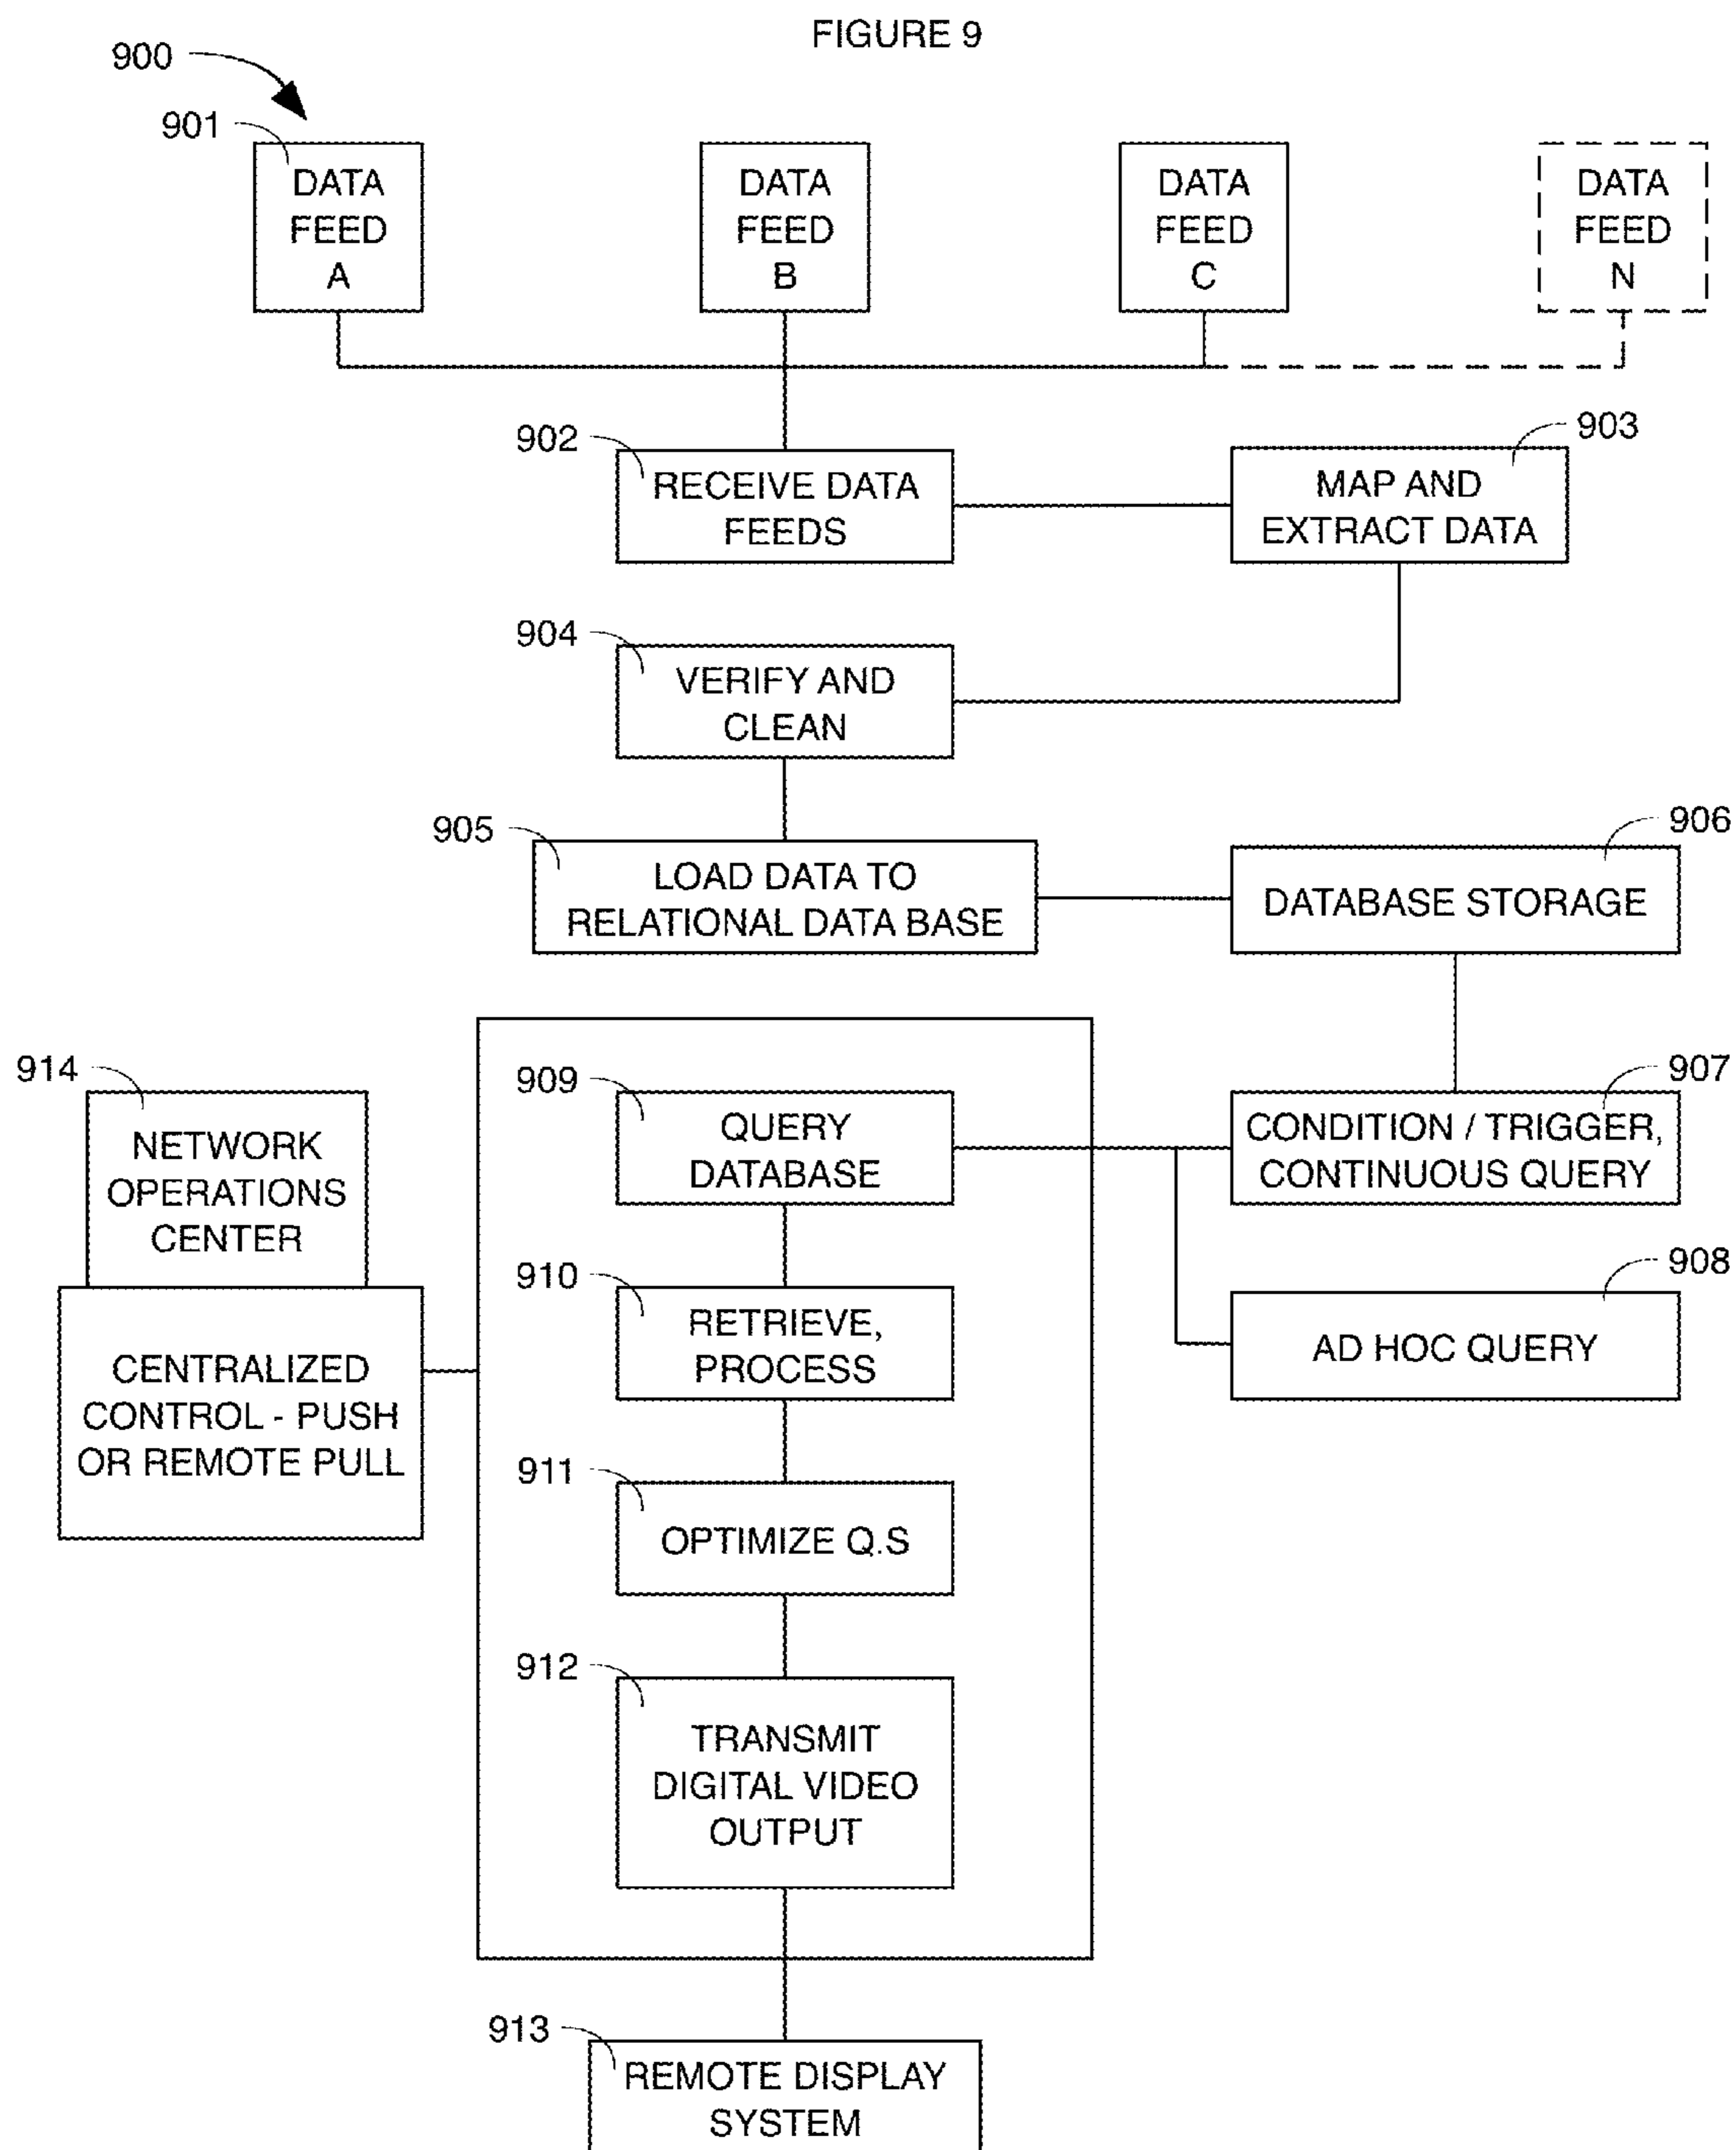 FIGURE 9
900
901
DATA
FEED
A
DATA
FEED
B
DATA
FEED
C
DATA
FEED
N
902
RECEIVE DATA
FEEDS
903
MAP AND
EXTRACT DATA
904
VERIFY AND
CLEAN
905
LOAD DATA TO
RELATIONAL DATA BASE
906
DATABASE STORAGE
914
NETWORK
OPERATIONS
CENTER
CENTRALIZED
CONTROL - PUSH
OR REMOTE PULL
909
QUERY
DATABASE
907
CONDITION / TRIGGER,
CONTINUOUS QUERY
908
AD HOC QUERY
910
RETRIEVE,
PROCESS
911
OPTIMIZE Q.S
912
TRANSMIT
DIGITAL VIDEO
OUTPUT
913
REMOTE DISPLAY
SYSTEM